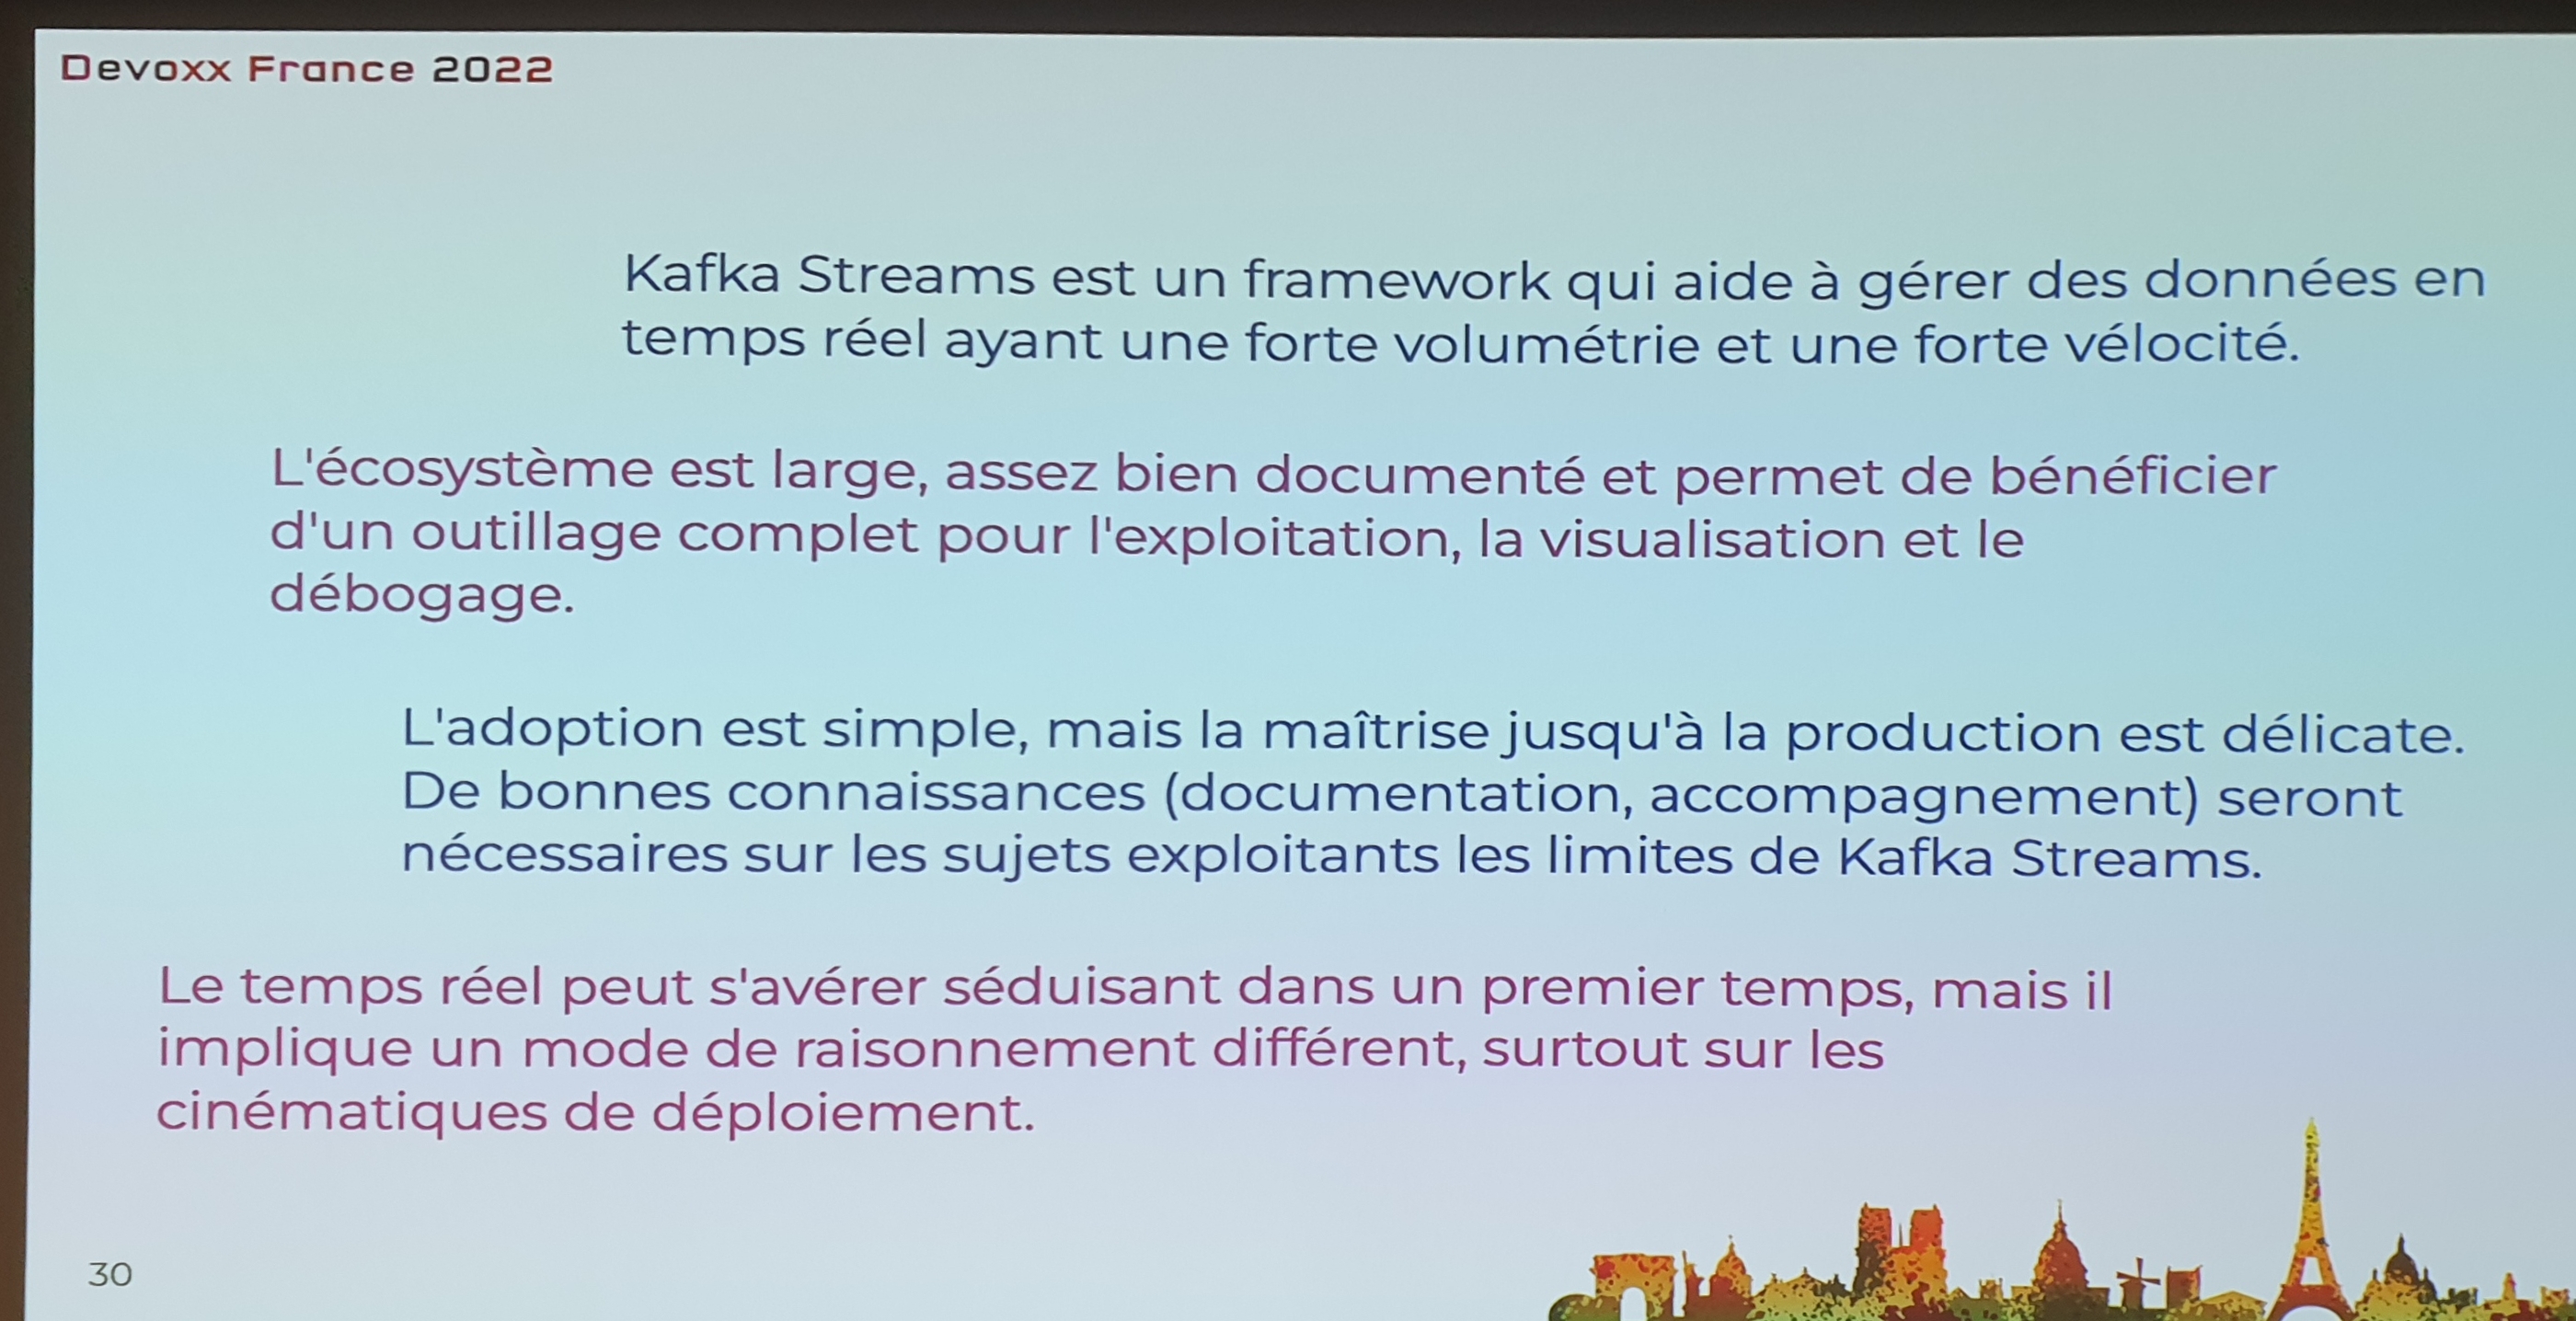 Devoxx France 2022
Kafka Streams est un framework qui aide à gérer des données en
temps réel ayant une forte volumétrie et une forte vélocité.
L'écosystème est large, assez bien documenté et permet de bénéficier
d'un outillage complet pour l'exploitation, la visualisation et le
débogage.
L'adoption est simple, mais la maîtrise jusqu'à la production est délicate.
De bonnes connaissances (documentation, accompagnement) seront
nécessaires sur les sujets exploitants les limites de Kafka Streams.
Le temps réel peut s'avérer séduisant dans un premier temps, mais il
implique un mode de raisonnement différent, surtout sur les
cinématiques de déploiement.
30